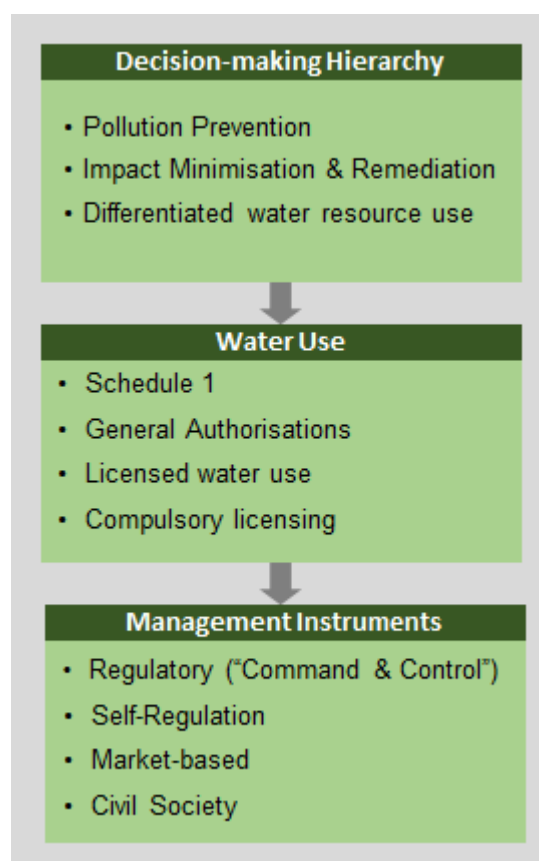 Decision-making Hierarchy
• Pollution Prevention
• Impact Minimisation & Remediation
• Differentiated water resource use
Water Use
• Schedule 1
• General Authorisations
• Licensed water use
• Compulsory licensing
Management Instruments
• Regulatory (“Command & Control”)
• Self-Regulation
• Market-based
• Civil Society